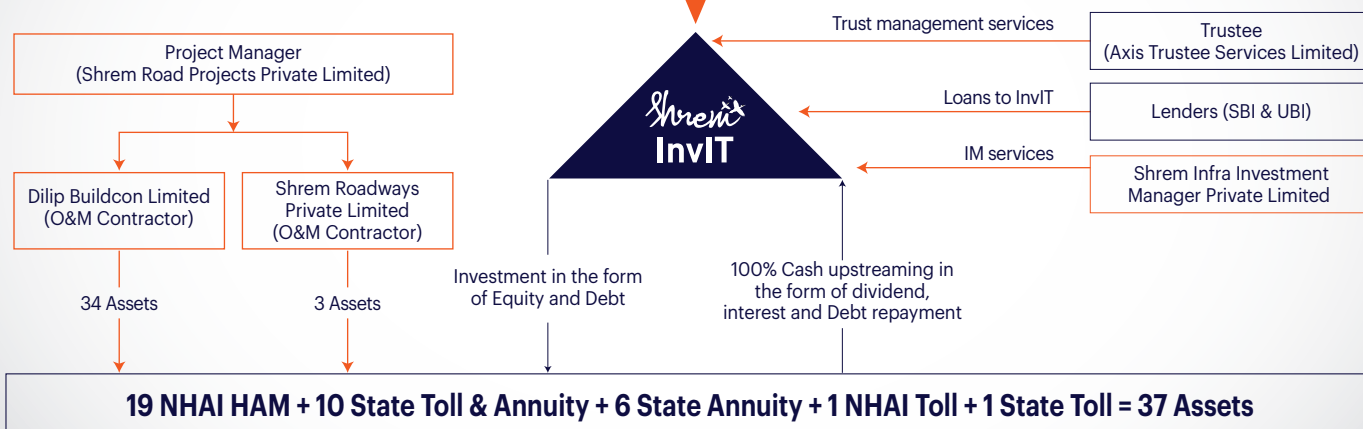 Project Manager
(Shrem Road Projects Private Limited)
Dilip Buildcon Limited
(O&M Contractor)
Shrem Roadways
Private Limited
(O&M Contractor)
34 Assets
3 Assets
Shrem
InvIT
Investment in the form
of Equity and Debt
100% Cash upstreaming in
the form of dividend,
interest and Debt repayment
Trust management services
Trustee
(Axis Trustee Services Limited)
Loans to InvIT
Lenders (SBI & UBI)
IM services
Shrem Infra Investment
Manager Private Limited
19 NHAI HAM + 10 State Toll & Annuity + 6 State Annuity + 1 NHAI Toll + 1 State Toll = 37 Assets